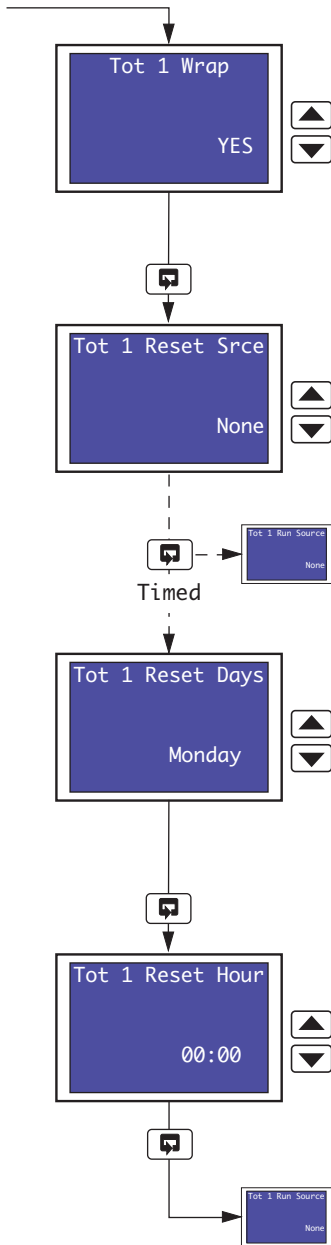 Tot 1 Wrap
YES
Tot 1 Reset Srce
None
Tot 1 Run Source
None
Timed
Tot 1 Reset Days
Monday
Tot 1 Reset Hour
00:00
Tot 1 Run Source
None